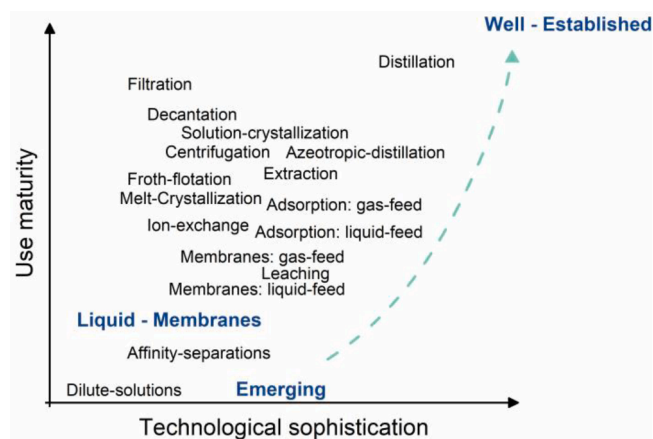 Well - Established
Distillation
Filtration
Decantation
Solution-crystallization
Centrifugation Azeotropic-distillation
Extraction
Froth-flotation
Melt-Crystallization
Adsorption: gas-feed
Ion-exchange
Adsorption: liquid-feed
Membranes: gas-feed
Leaching
Membranes: liquid-feed
Liquid - Membranes
Affinity-separations
Dilute-solutions
Emerging
Use maturity
Technological sophistication